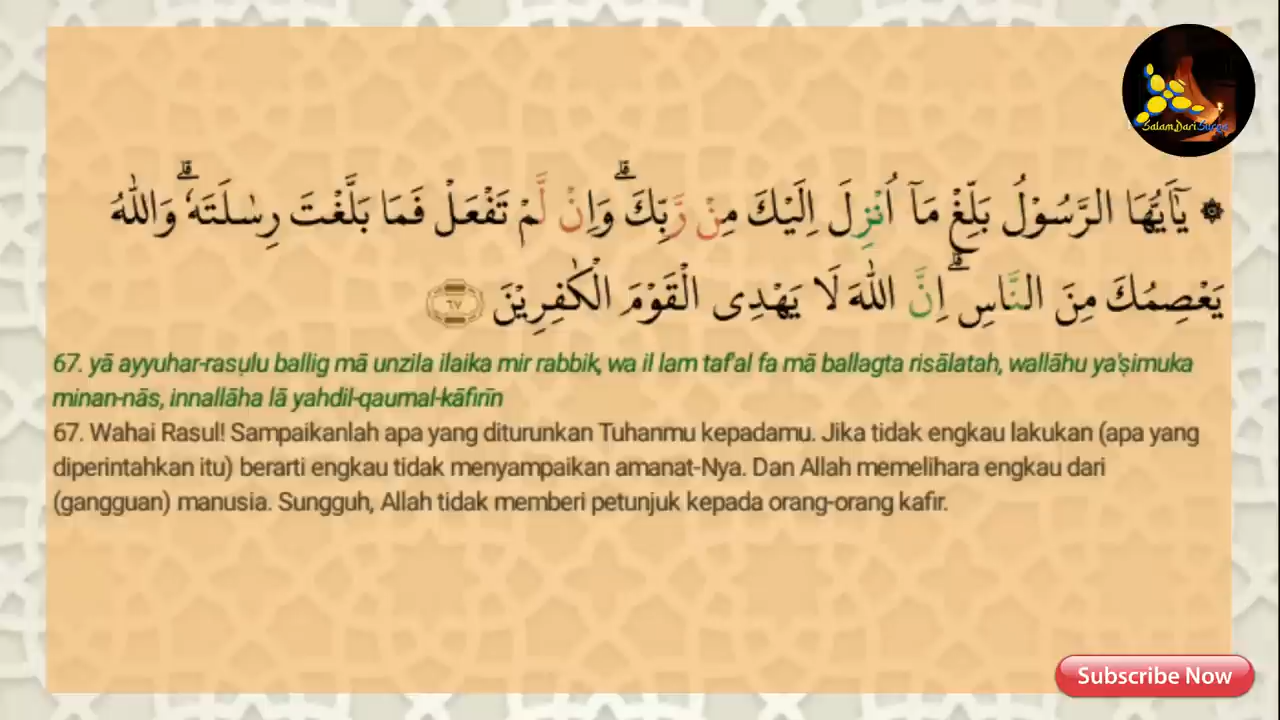 Salam Dari Surga
۞ يٰٓاَيُّهَا الرَّسُوْلُ بَلِّغْ مَآ اُنْزِلَ اِلَيْكَ مِنْ رَّبِّكَ ۗوَاِنْ لَّمْ تَفْعَلْ فَمَا بَلَّغْتَ رِسٰلَتَهٗ ۗوَاللّٰهُ
يَعْصِمُكَ مِنَ النَّاسِۗ اِنَّ اللّٰهَ لَا يَهْدِى الْقَوْمَ الْكٰفِرِيْنَ ٦٧
67. yā ayyuhar-rasụlu ballig mā unzila ilaika mir rabbik, wa il lam taf'al fa mā ballagta risālatah, wallāhu ya'ṣimuka
minan-nās, innallāha lā yahdil-qaumal-kāfirīn
67. Wahai Rasul! Sampaikanlah apa yang diturunkan Tuhanmu kepadamu. Jika tidak engkau lakukan (apa yang
diperintahkan itu) berarti engkau tidak menyampaikan amanat-Nya. Dan Allah memelihara engkau dari
(gangguan) manusia. Sungguh, Allah tidak memberi petunjuk kepada orang-orang kafir.
Subscribe Now